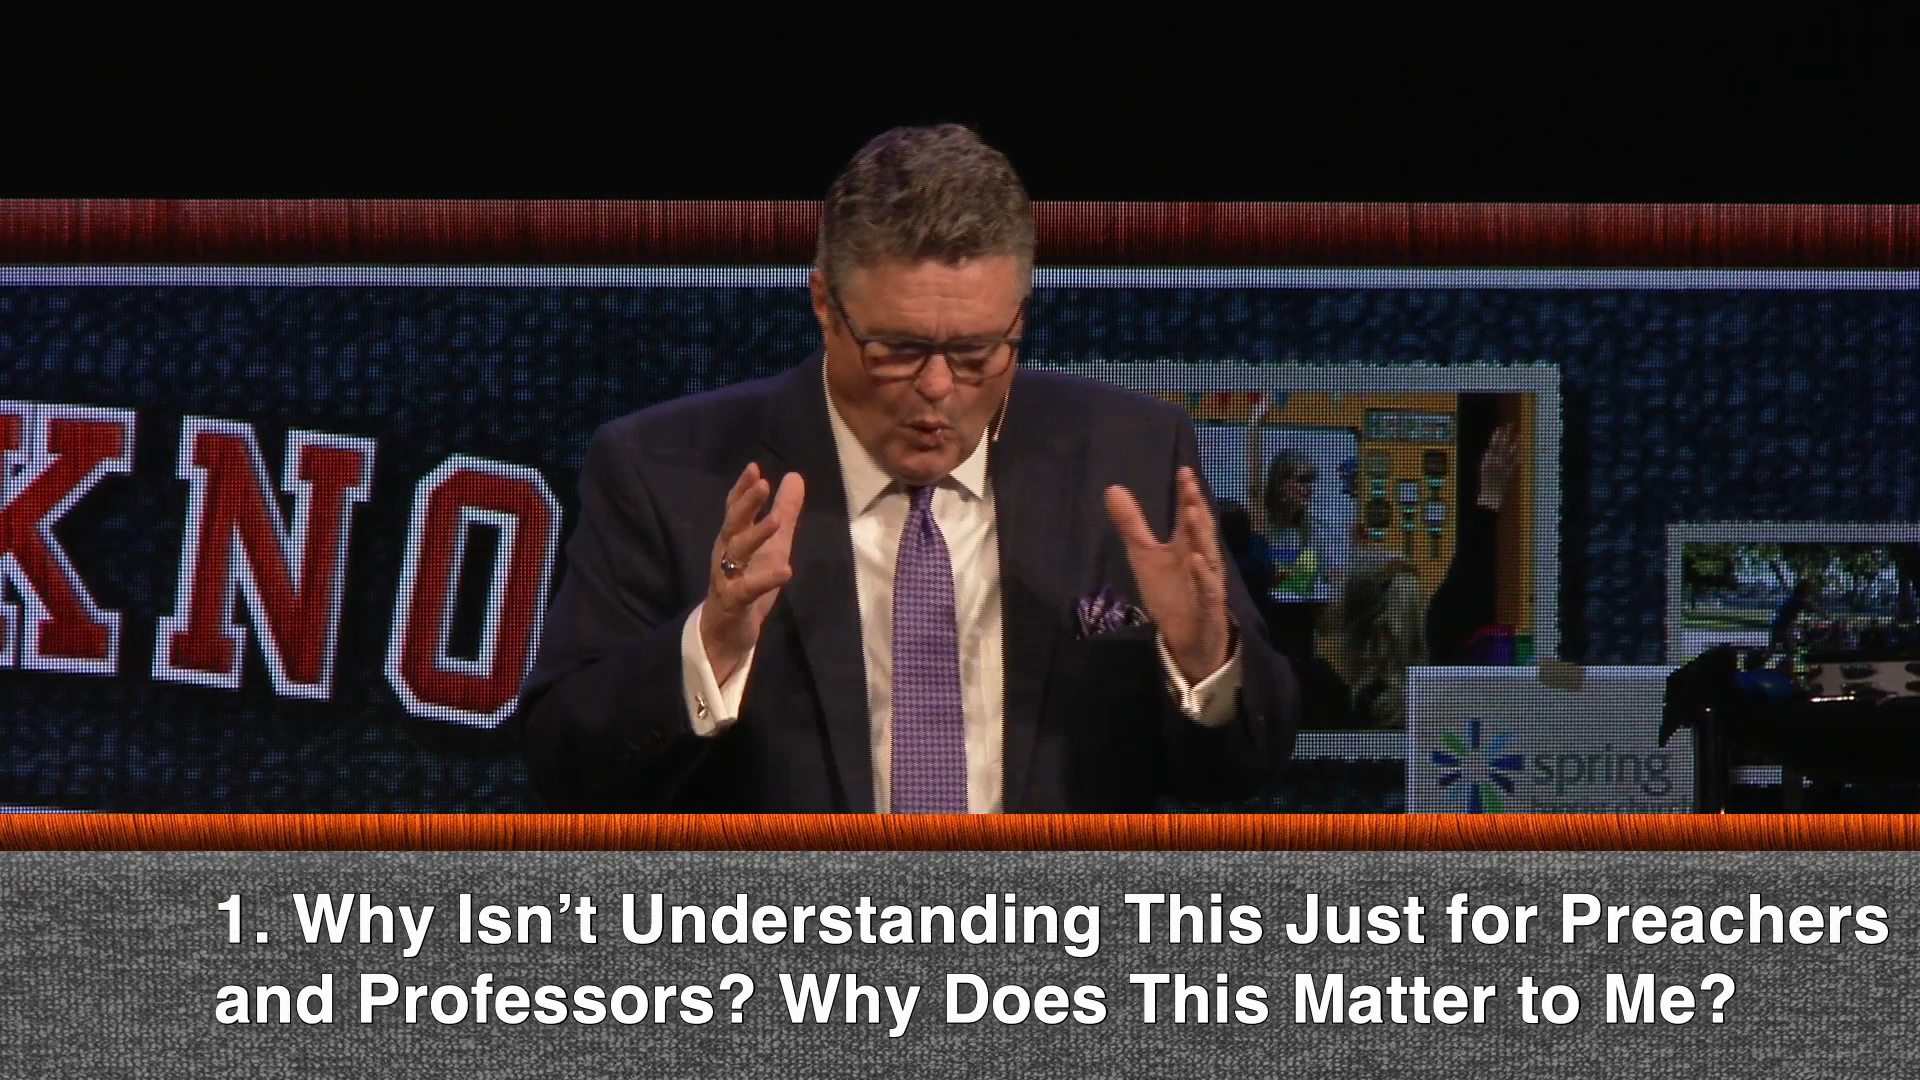 KNO
spring
1. Why Isn’t Understanding This Just for Preachers
and Professors? Why Does This Matter to Me?